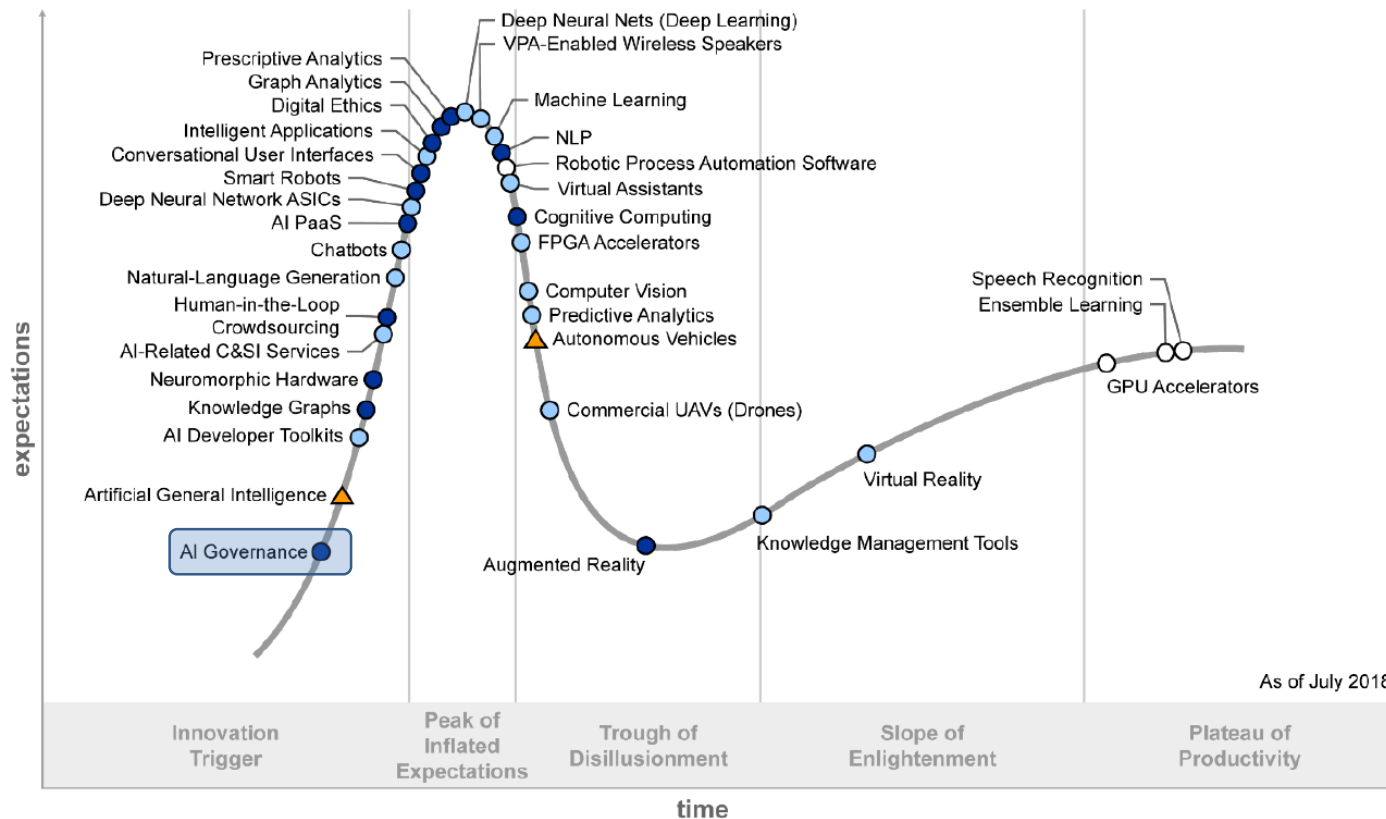 Deep Neural Nets (Deep Learning)
VPA-Enabled Wireless Speakers
Prescriptive Analytics
Graph Analytics
Digital Ethics
Intelligent Applications
Conversational User Interfaces
Smart Robots
Deep Neural Network ASICs
AI PaaS
Chatbots
Natural-Language Generation
Human-in-the-Loop
Crowdsourcing
AI-Related C&SI Services
Neuromorphic Hardware
Knowledge Graphs
AI Developer Toolkits
Artificial General Intelligence
AI Governance
Machine Learning
NLP
Robotic Process Automation Software
Virtual Assistants
Cognitive Computing
FPGA Accelerators
Computer Vision
Predictive Analytics
Autonomous Vehicles
Commercial UAVs (Drones)
Augmented Reality
Knowledge Management Tools
Virtual Reality
Speech Recognition
Ensemble Learning
GPU Accelerators
expectations
As of July 2018
Innovation
Trigger
Peak of
Inflated
Expectations
Trough of
Disillusionment
Slope of
Enlightenment
Plateau of
Productivity
time